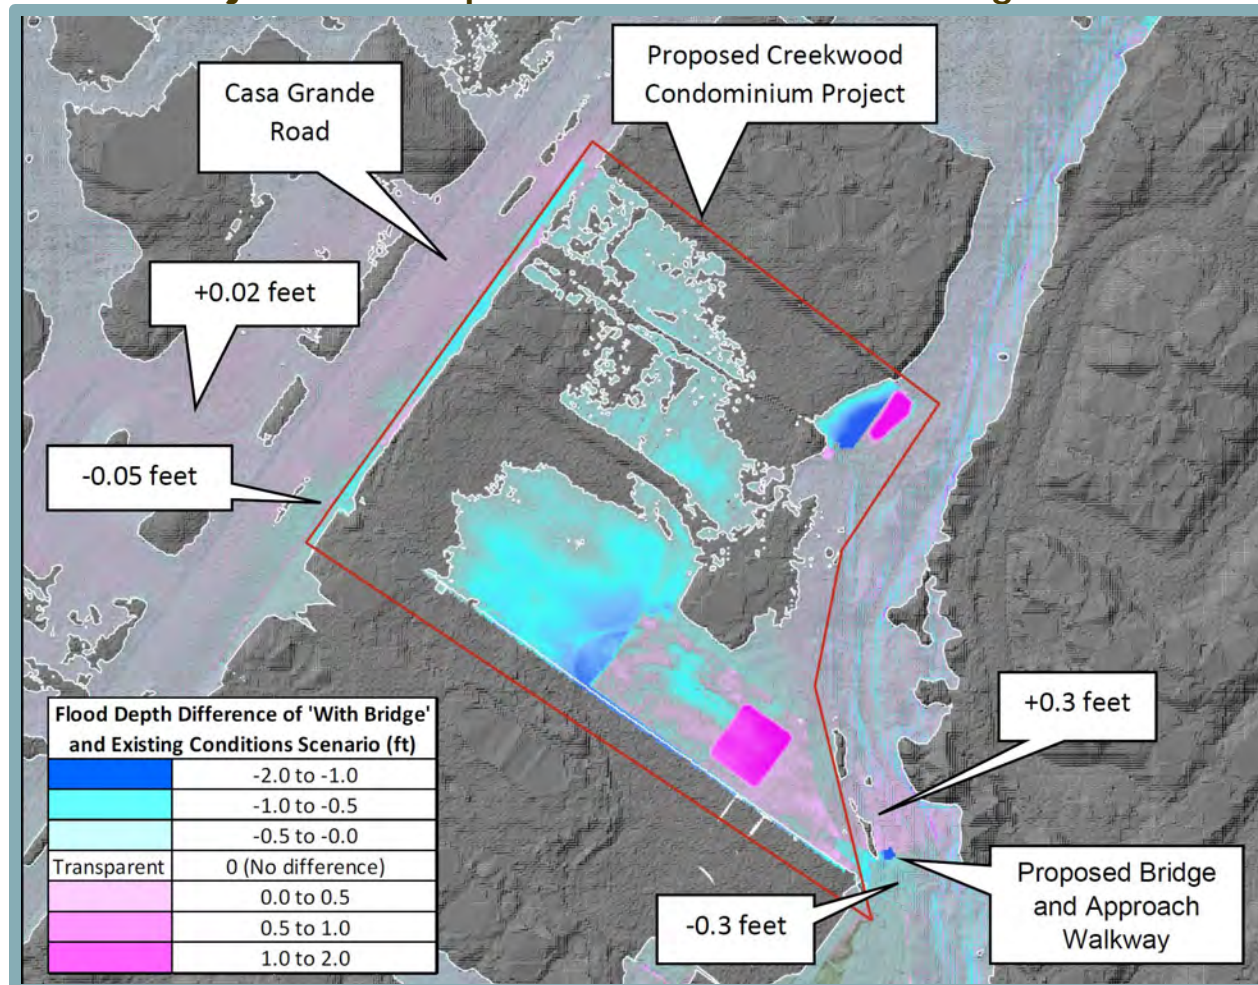 Proposed Creekwood
Condominium Project
Casa Grande
Road
+0.02 feet
-0.05 feet
+0.3 feet
-0.3 feet
Proposed Bridge
and Approach
Walkway
Flood Depth Difference of 'With Bridge'
and Existing Conditions Scenario (ft)
-2.0 to -1.0
-1.0 to -0.5
-0.5 to -0.0
Transparent 0 (No difference)
0.0 to 0.5
0.5 to 1.0
1.0 to 2.0